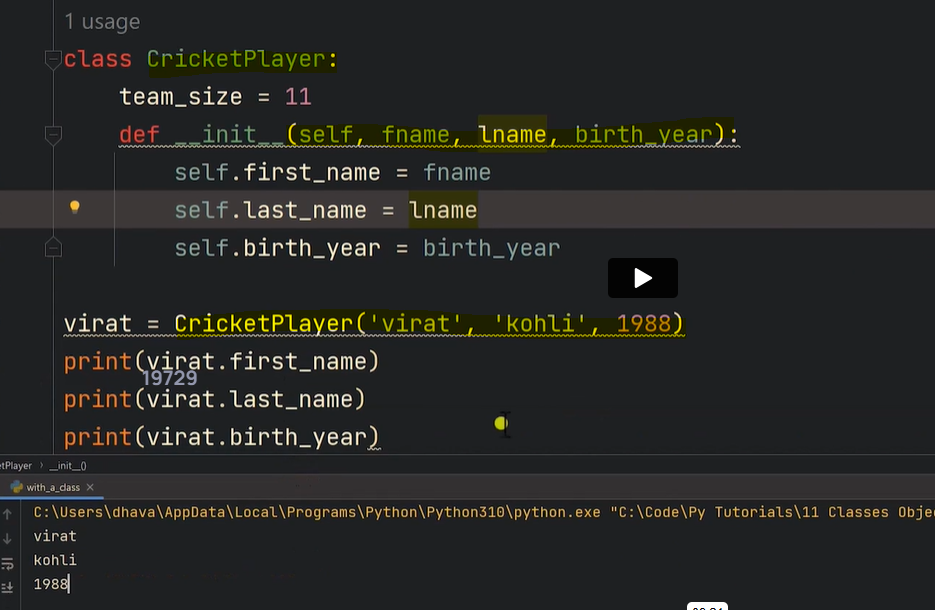 1 usage
class CricketPlayer:
team_size = 11
def __init__(self, fname, lname, birth_year):
self.first_name = fname
self.last_name = lname
self.birth_year = birth_year
virat = CricketPlayer('virat', 'kohli', 1988)
print(virat.first_name)
19729
print(virat.last_name)
print(virat.birth_year)
etPlayer › __init__()
with_a_class ×
C:\Users\dhava\AppData\Local\Programs\Python\Python310\python.exe "C:\Code\Py Tutorials\11 Classes Obje
virat
kohli
1988